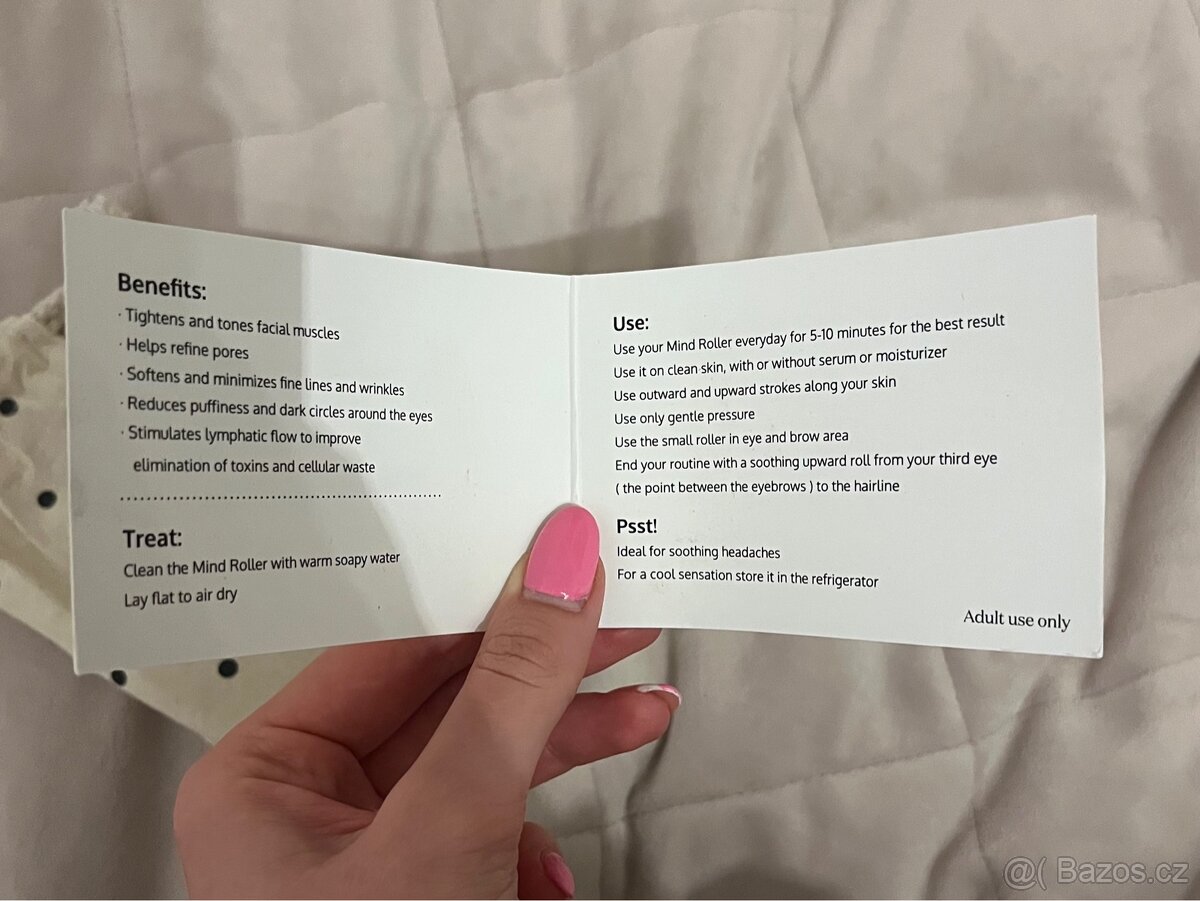 Benefits:
· Tightens and tones facial muscles
· Helps refine pores
· Softens and minimizes fine lines and wrinkles
· Reduces puffiness and dark circles around the eyes
· Stimulates lymphatic flow to improve
elimination of toxins and cellular waste
Treat:
Clean the Mind Roller with warm soapy water
Lay flat to air dry
Use:
Use your Mind Roller everyday for 5-10 minutes for the best result
Use it on clean skin, with or without serum or moisturizer
Use outward and upward strokes along your skin
Use only gentle pressure
Use the small roller in eye and brow area
End your routine with a soothing upward roll from your third eye
( the point between the eyebrows ) to the hairline
Psst!
Ideal for soothing headaches
For a cool sensation store it in the refrigerator
Adult use only
@( Bazos.cz